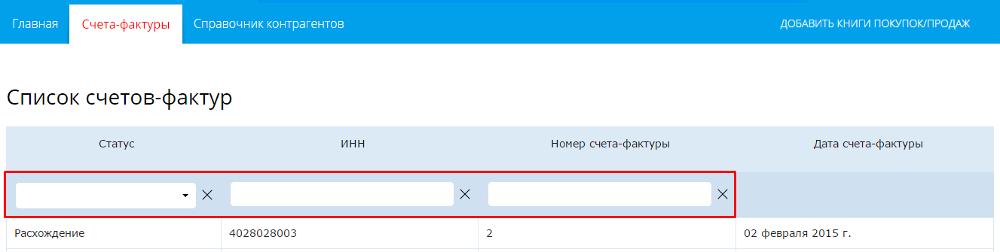 Главная Счета-фактуры Справочник контрагентов ДОБАВИТЬ КНИГИ ПОКУПОК/ПРОДАЖ
Список счетов-фактур
Статус ИНН Номер счета-фактуры Дата счета-фактуры
Расхождение 4028028003 2 02 февраля 2015 г.